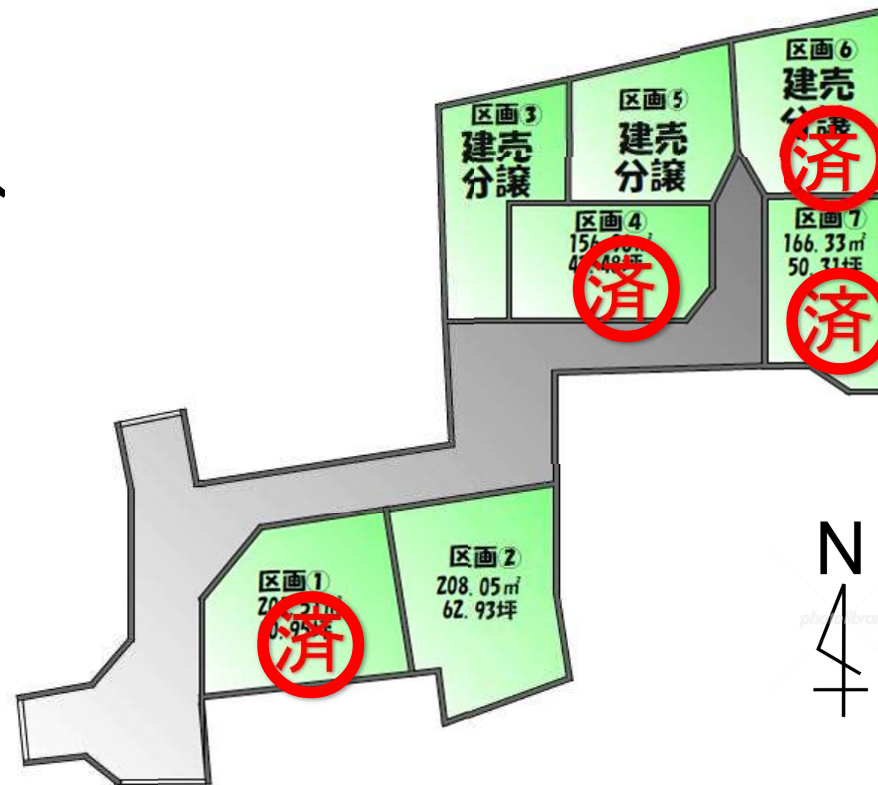 区画⑥
建売
分譲
済
区画⑤
建売
分譲
区画③
建売
分譲
区画④
済
区画⑦
166.33㎡
50.31坪
済
区画②
208.05㎡
62.93坪
区画①
済
N